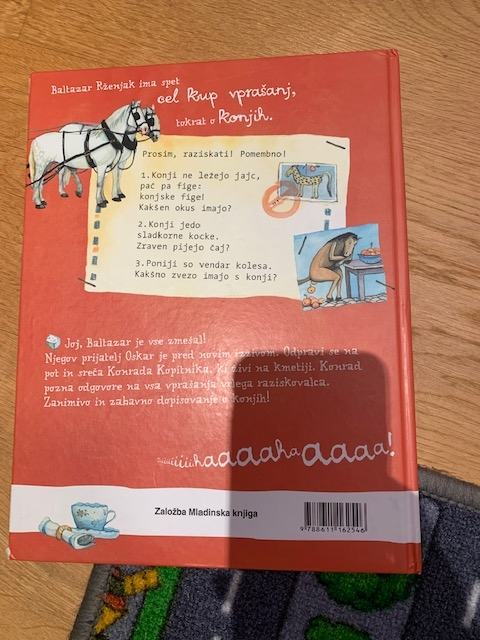 Baltazar Rženjak ima spet
cel kup vprašanj,
tokrat o konjih.
Prosim, raziskati! Pomembno!
1.Konji ne ležejo jajc,
pač pa fige:
konjske fige!
Kakšen okus imajo?
2.Konji jedo
sladkorne kocke.
Zraven pijejo čaj?
3.Poniji so vendar kolesa.
Kakšno zvezo imajo s konji?
Joj, Baltazar je vse zmešal!
Njegov prijatelj Oskar je pred novim izzivom. Odpravi se na
pot in sreča Konrada Kopitnika, ki živi na kmetiji. Konrad
pozna odgovore na vsa vprašanja velega raziskovalca.
Zanimivo in zabavno dopisovanje o konjih!
Založba Mladinska knjiga
9 788611 162546